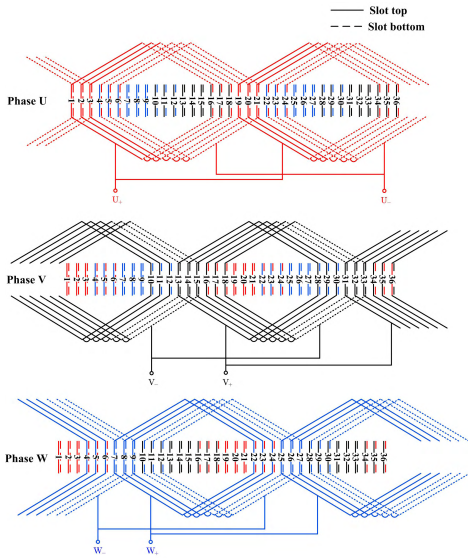 Slot top
Slot bottom
Phase U
1 2 3 4 5 6 7 8 9 10 11 12 13 14 15 16 17 18 19 20 21 22 23 24 25 26 27 28 29 30 31 32 33 34 35 36
U+ U−
Phase V
1 2 3 4 5 6 7 8 9 10 11 12 13 14 15 16 17 18 19 20 21 22 23 24 25 26 27 28 29 30 31 32 33 34 35 36
V− V+
Phase W
1 2 3 4 5 6 7 8 9 10 11 12 13 14 15 16 17 18 19 20 21 22 23 24 25 26 27 28 29 30 31 32 33 34 35 36
W− W+